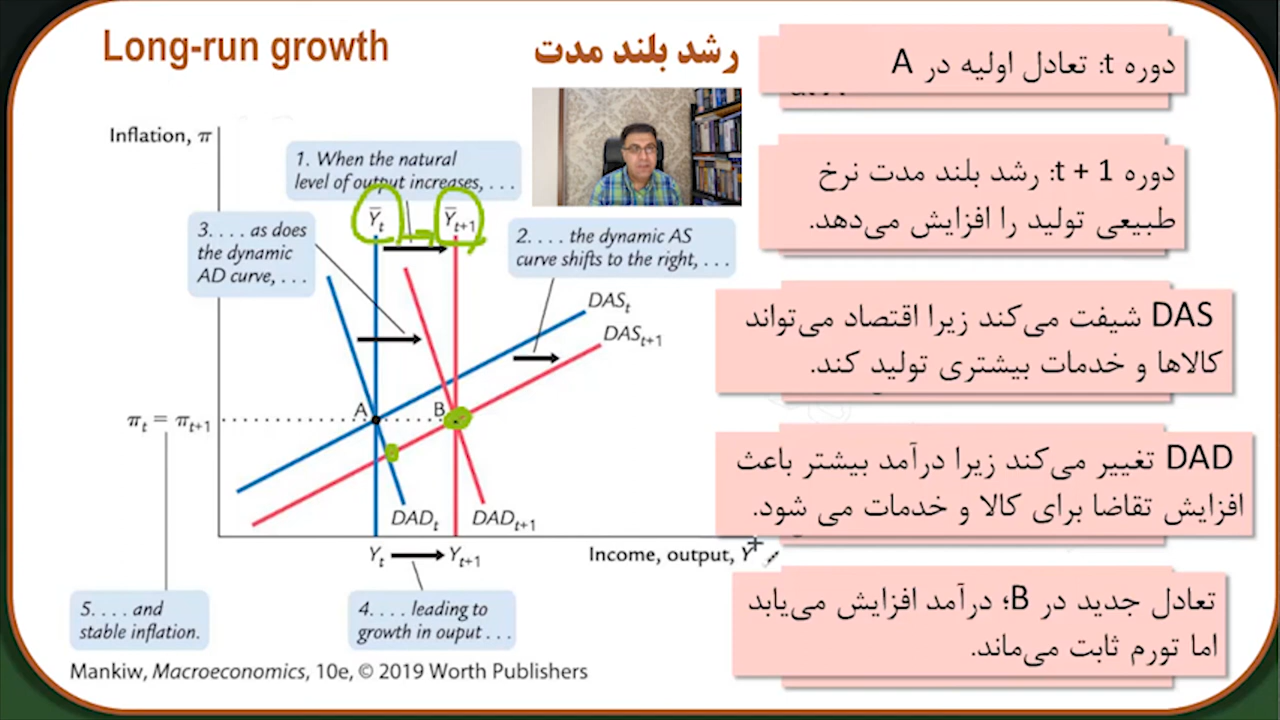 Long-run growth
رشد بلند مدت
Inflation, π
1. When the natural
level of output increases, . . .
Ȳt
Ȳt+1
3. . . . as does
the dynamic
AD curve, . . .
2. . . . the dynamic AS
curve shifts to the right, . . .
DASt
DASt+1
A
B
πt = πt+1
DADt
DADt+1
Yt
Yt+1
Income, output, Y
5. . . . and
stable inflation.
4. . . . leading to
growth in ouput . . .
Mankiw, Macroeconomics, 10e, © 2019 Worth Publishers
دوره t: تعادل اولیه در A
دوره t + 1: رشد بلند مدت نرخ
طبیعی تولید را افزایش می‌دهد.
DAS شیفت می‌کند زیرا اقتصاد می‌تواند
کالاها و خدمات بیشتری تولید کند.
DAD تغییر می‌کند زیرا درآمد بیشتر باعث
افزایش تقاضا برای کالا و خدمات می شود.
تعادل جدید در B؛ درآمد افزایش می‌یابد
اما تورم ثابت می‌ماند.